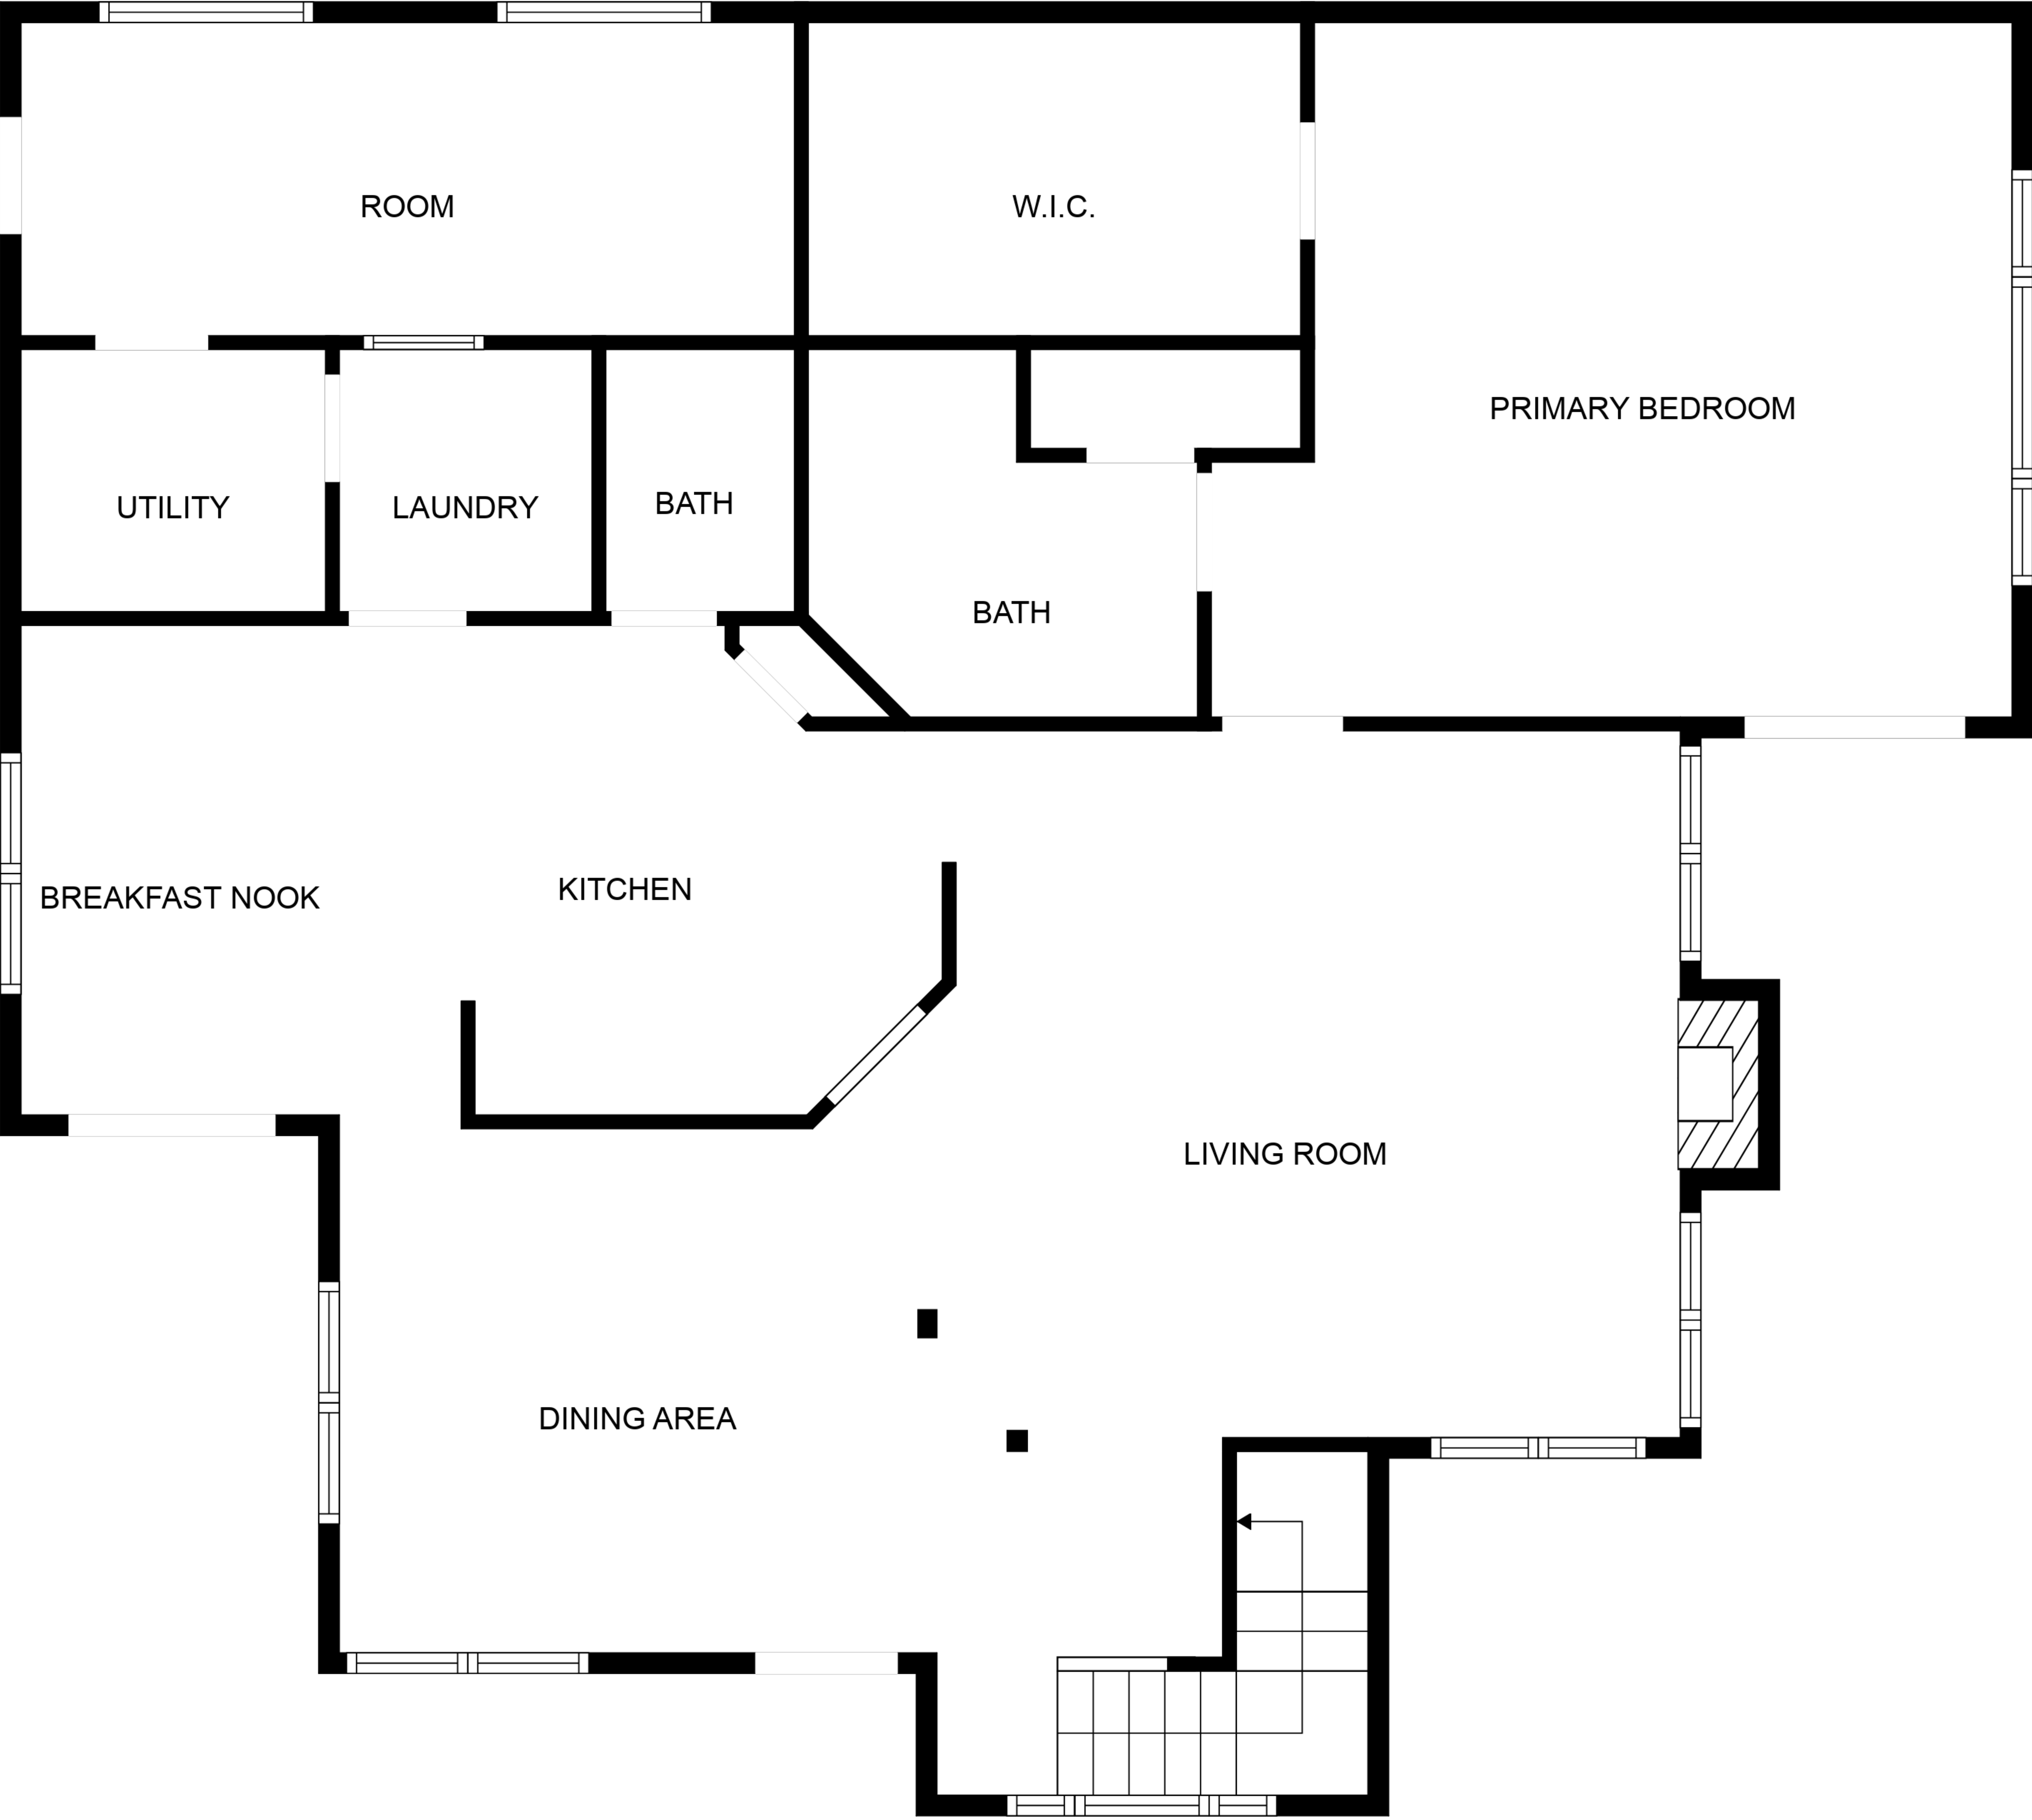 ROOM
W.I.C.
PRIMARY BEDROOM
UTILITY
LAUNDRY
BATH
BATH
BREAKFAST NOOK
KITCHEN
LIVING ROOM
DINING AREA